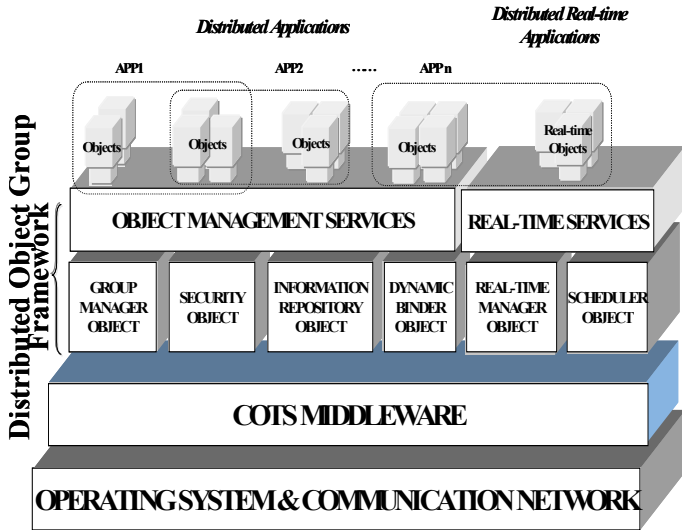 Distributed Applications
Distributed Real-time
Applications
APP1
APP2
......
APPn
Objects
Objects
Objects
Objects
Real-time
Objects
Distributed Object Group
Framework
OBJECT MANAGEMENT SERVICES
REAL-TIME SERVICES
GROUP
MANAGER
OBJECT
SECURITY
OBJECT
INFORMATION
REPOSITORY
OBJECT
DYNAMIC
BINDER
OBJECT
REAL-TIME
MANAGER
OBJECT
SCHEDULER
OBJECT
COTS MIDDLEWARE
OPERATING SYSTEM & COMMUNICATION NETWORK